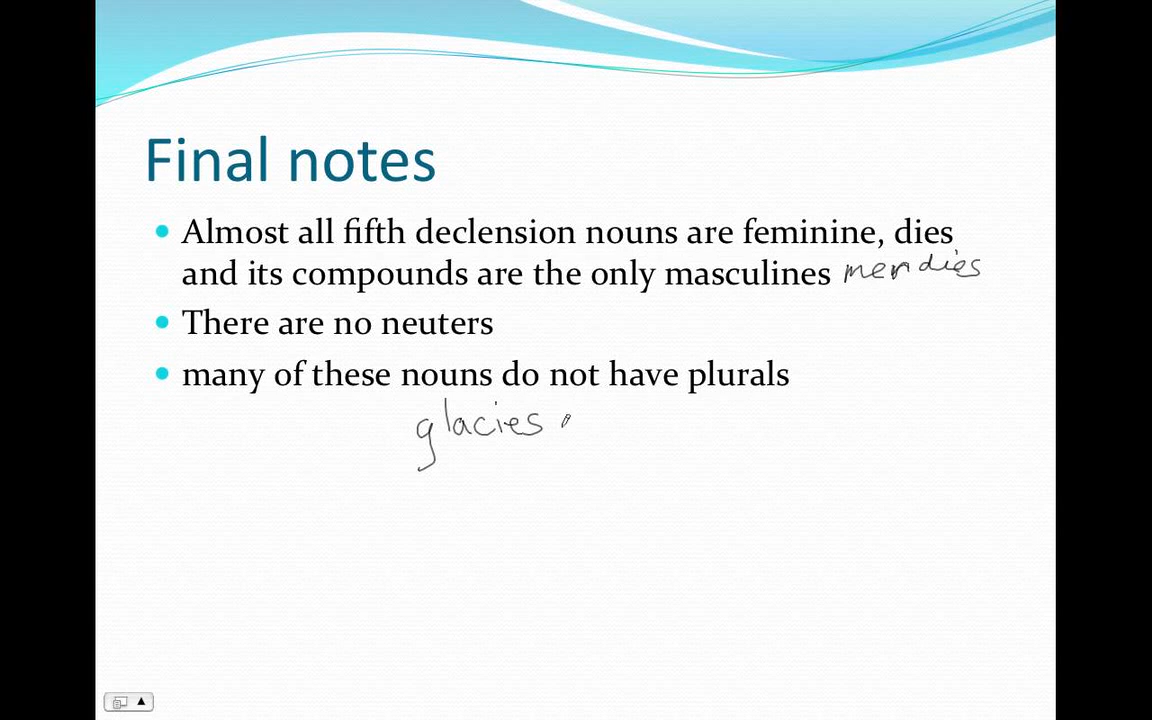 Final notes
Almost all fifth declension nouns are feminine, dies
and its compounds are the only masculines meridies
There are no neuters
many of these nouns do not have plurals
glacies